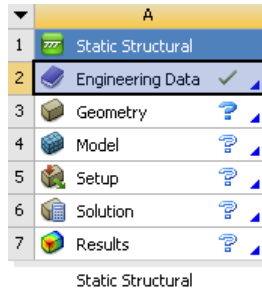 A
1 Static Structural
2 Engineering Data
3 Geometry
4 Model
5 Setup
6 Solution
7 Results
Static Structural